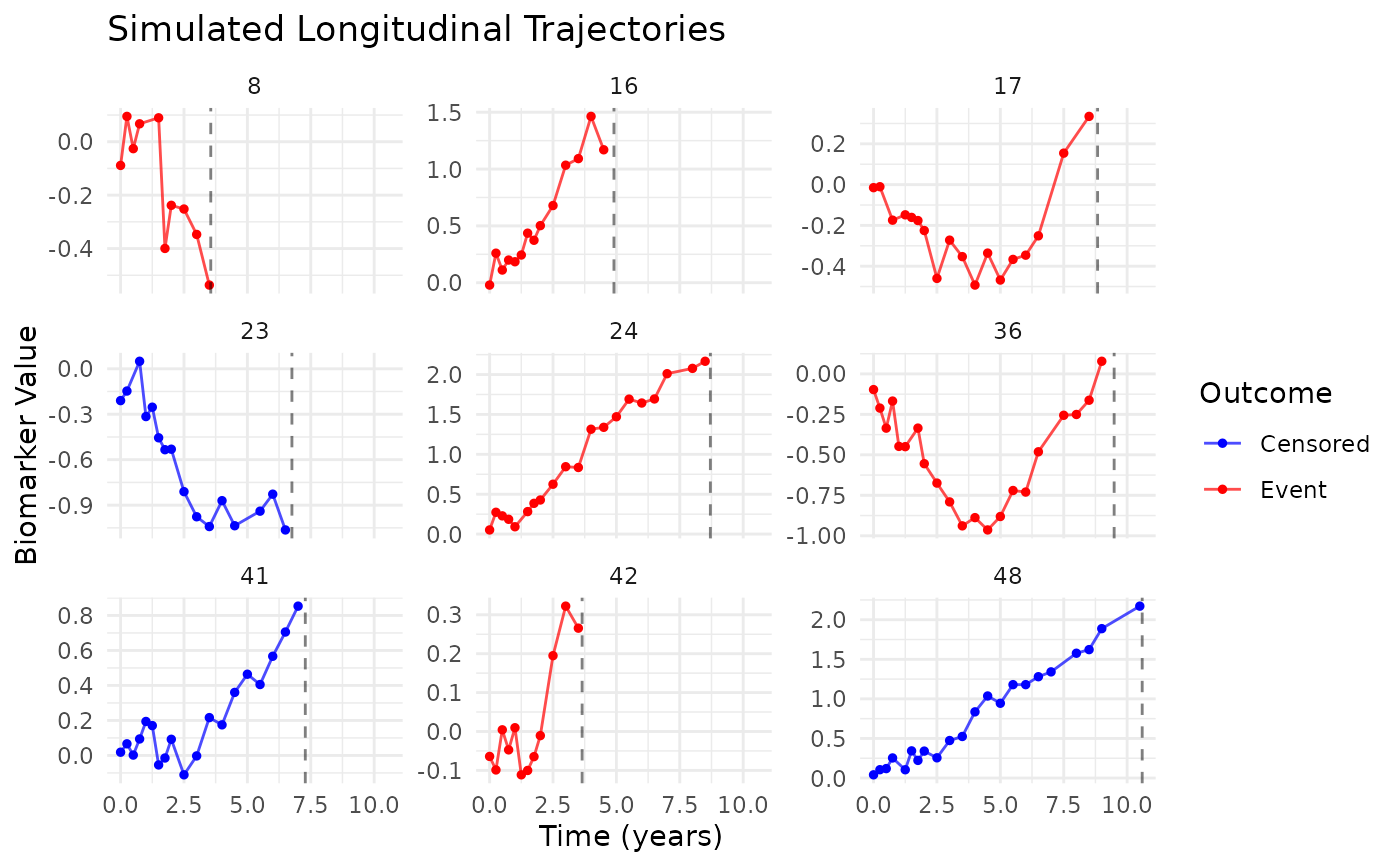 Simulated Longitudinal Trajectories
8 16 17
0.0 -0.2 -0.4
1.5 1.0 0.5 0.0
0.2 0.0 -0.2 -0.4
23 24 36
0.0 -0.3 -0.6 -0.9
2.0 1.5 1.0 0.5 0.0
0.00 -0.25 -0.50 -0.75 -1.00
41 42 48
0.8 0.6 0.4 0.2 0.0
0.3 0.2 0.1 0.0 -0.1
2.0 1.5 1.0 0.5 0.0
0.0 2.5 5.0 7.5 10.0
0.0 2.5 5.0 7.5 10.0
0.0 2.5 5.0 7.5 10.0
Time (years)
Biomarker Value
Outcome
Censored
Event